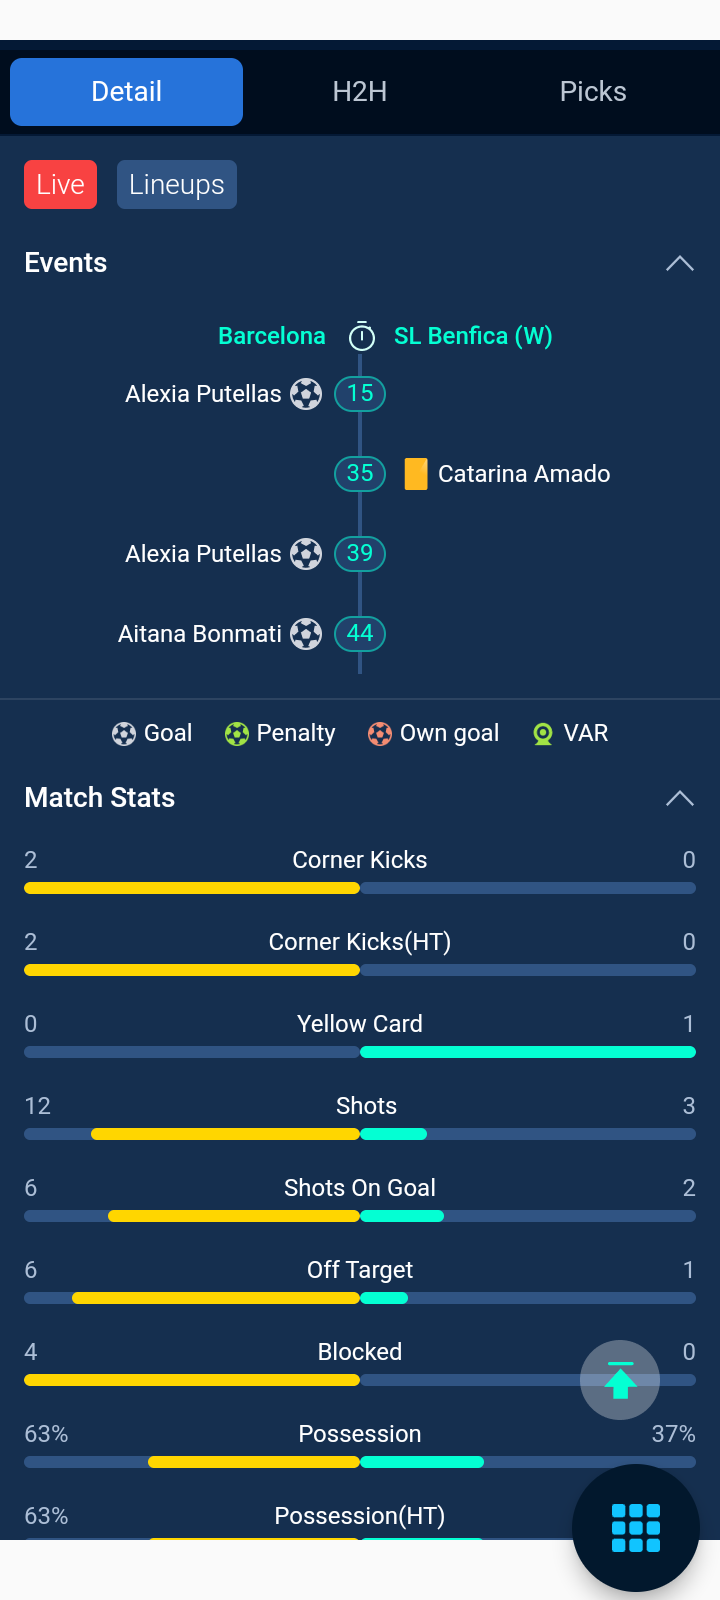 Detail H2H Picks
Live Lineups
Events
Barcelona SL Benfica (W)
Alexia Putellas 15
35 Catarina Amado
Alexia Putellas 39
Aitana Bonmati 44
Goal Penalty Own goal VAR
Match Stats
2 Corner Kicks 0
2 Corner Kicks(HT) 0
0 Yellow Card 1
12 Shots 3
6 Shots On Goal 2
6 Off Target 1
4 Blocked 0
63% Possession 37%
63% Possession(HT)